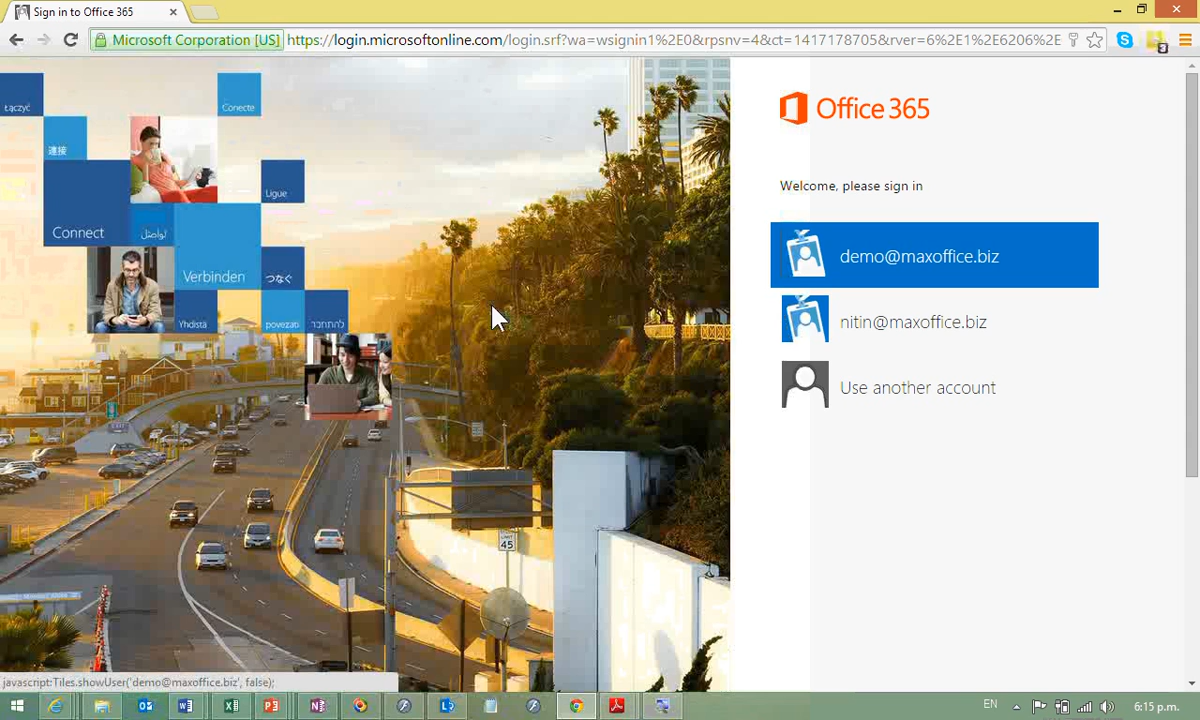 Sign in to Office 365
Microsoft Corporation [US] https://login.microsoftonline.com/login.srf?wa=wsignin1%2E0&rpsnv=4&ct=1417178705&rver=6%2E1%2E6206%2E
Łączyć
Conecte
連接
Ligue
Connect
تواصل
Verbinden
つなぐ
Yhdistä
povezati
להתחבר
LIMIT
45
Office 365
Welcome, please sign in
demo@maxoffice.biz
nitin@maxoffice.biz
Use another account
javascript:Tiles.showUser('demo@maxoffice.biz', false);
EN
6:15 p.m.